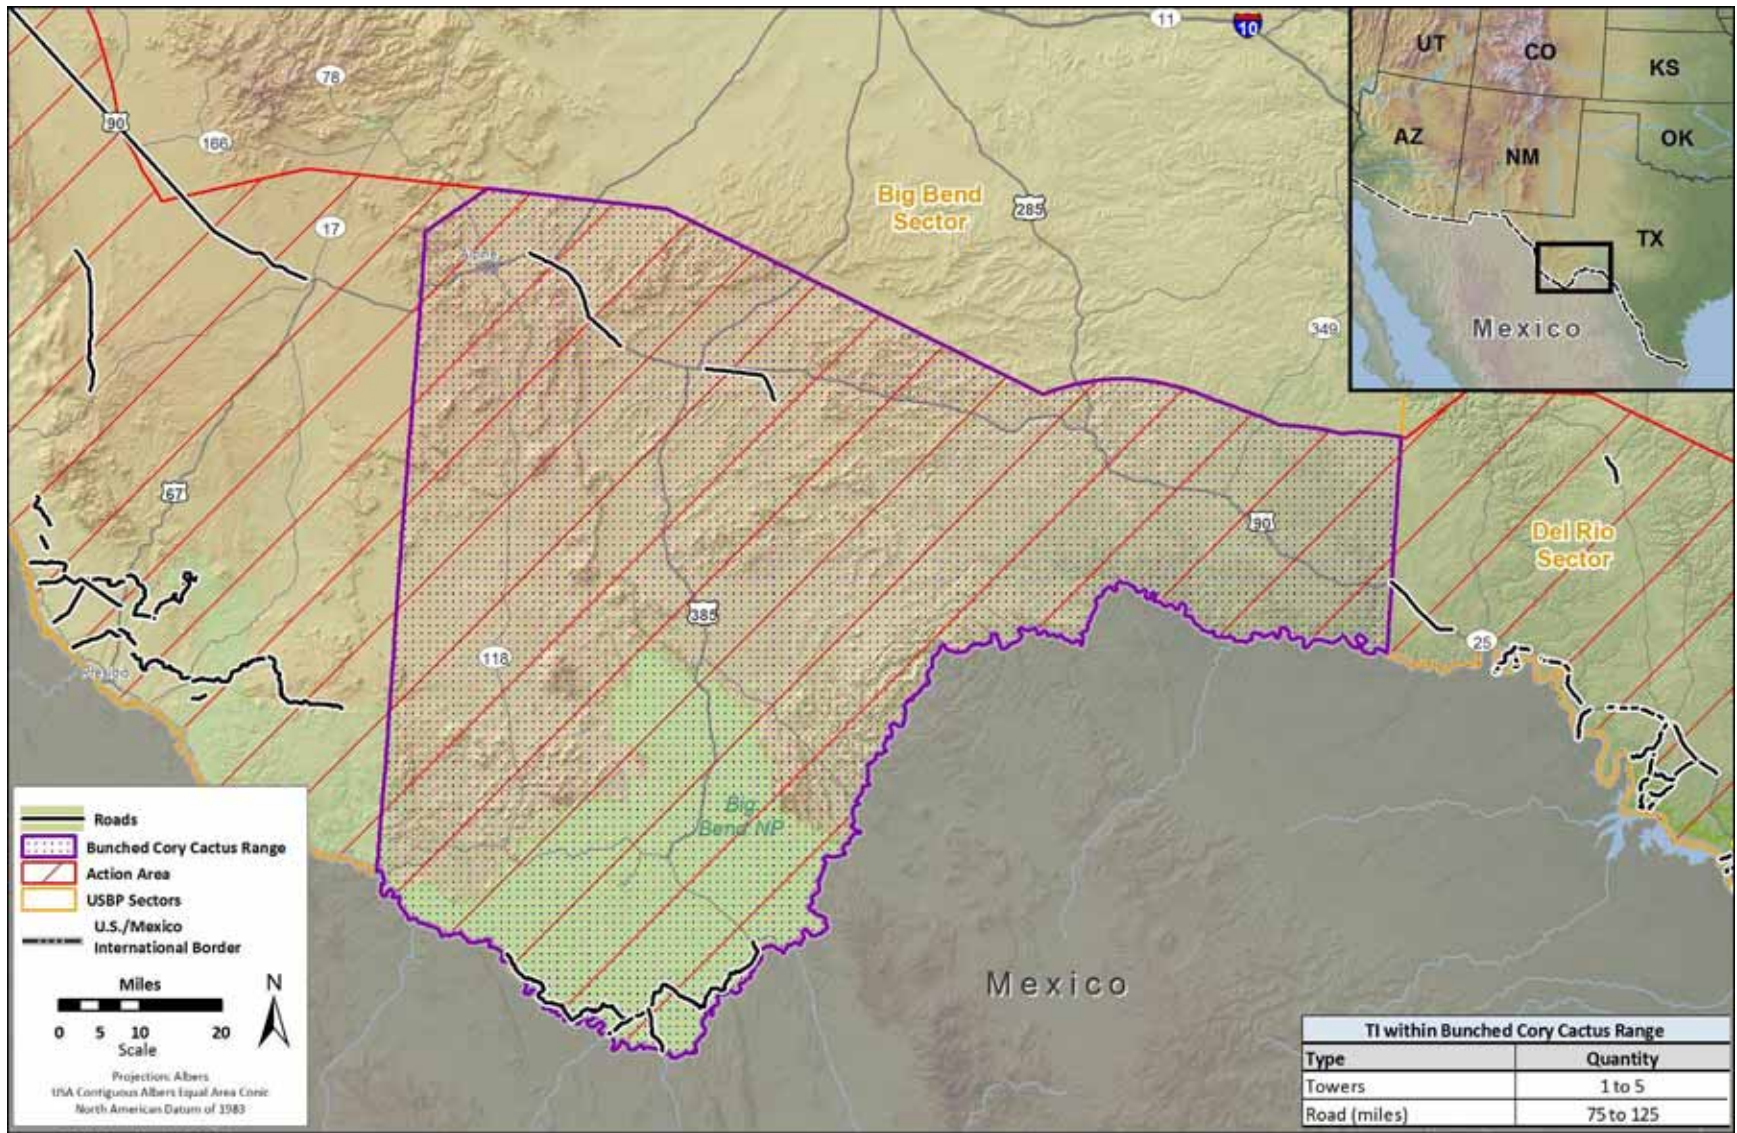 11
10
78
90
166
17
Big Bend
Sector
285
349
Alpine
67
90
Del Rio
Sector
385
118
25
Presidio
Big
Bend NP
Mexico
UT
CO
KS
AZ
NM
OK
TX
Mexico
Roads
Bunched Cory Cactus Range
Action Area
USBP Sectors
U.S./Mexico
International Border
Miles
N
0 5 10 20
Scale
Projection: Albers
USA Contiguous Albers Equal Area Conic
North American Datum of 1983
TI within Bunched Cory Cactus Range
Type Quantity
Towers 1 to 5
Road (miles) 75 to 125